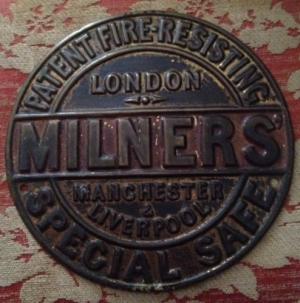 PATENT FIRE-RESISTING
LONDON
MILNERS'
MANCHESTER
& LIVERPOOL
SPECIAL SAFE